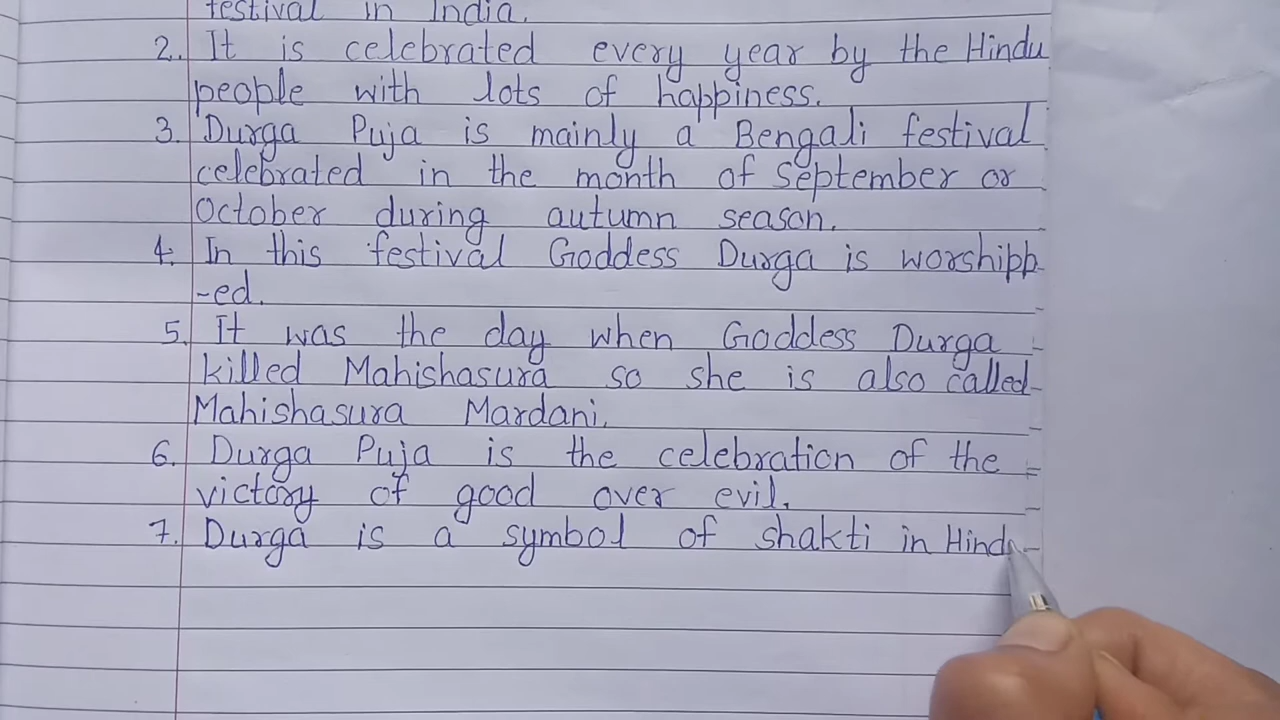 festival in India.
2. It is celebrated every year by the Hindu
people with lots of happiness.
3. Durga Puja is mainly a Bengali festival
celebrated in the month of September or
October during autumn season.
4. In this festival Goddess Durga is worshipp
-ed.
5. It was the day when Goddess Durga
killed Mahishasura so she is also called
Mahishasura Mardani.
6. Durga Puja is the celebration of the
victory of good over evil.
7. Durga is a symbol of shakti in Hindu